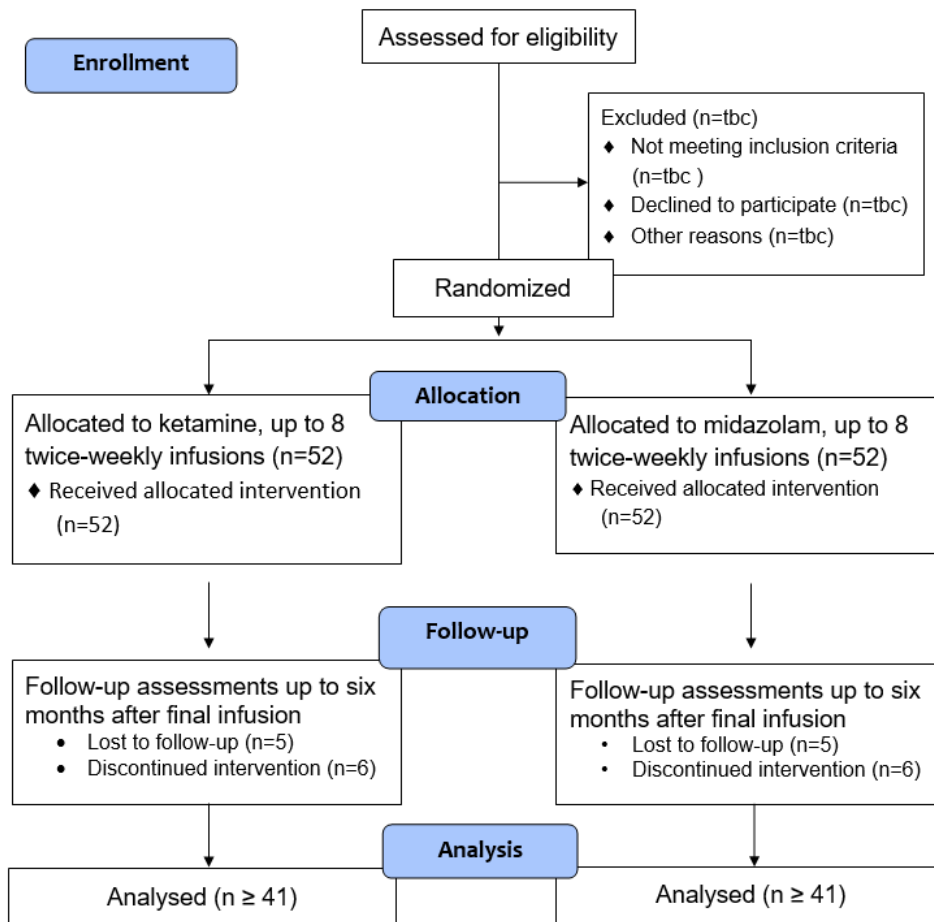 Assessed for eligibility
Enrollment
Excluded (n=tbc)
♦ Not meeting inclusion criteria
(n=tbc )
♦ Declined to participate (n=tbc)
♦ Other reasons (n=tbc)
Randomized
Allocation
Allocated to ketamine, up to 8
twice-weekly infusions (n=52)
♦ Received allocated intervention
(n=52)
Allocated to midazolam, up to 8
twice-weekly infusions (n=52)
♦ Received allocated intervention
(n=52)
Follow-up
Follow-up assessments up to six
months after final infusion
• Lost to follow-up (n=5)
• Discontinued intervention (n=6)
Follow-up assessments up to six
months after final infusion
• Lost to follow-up (n=5)
• Discontinued intervention (n=6)
Analysis
Analysed (n ≥ 41)
Analysed (n ≥ 41)